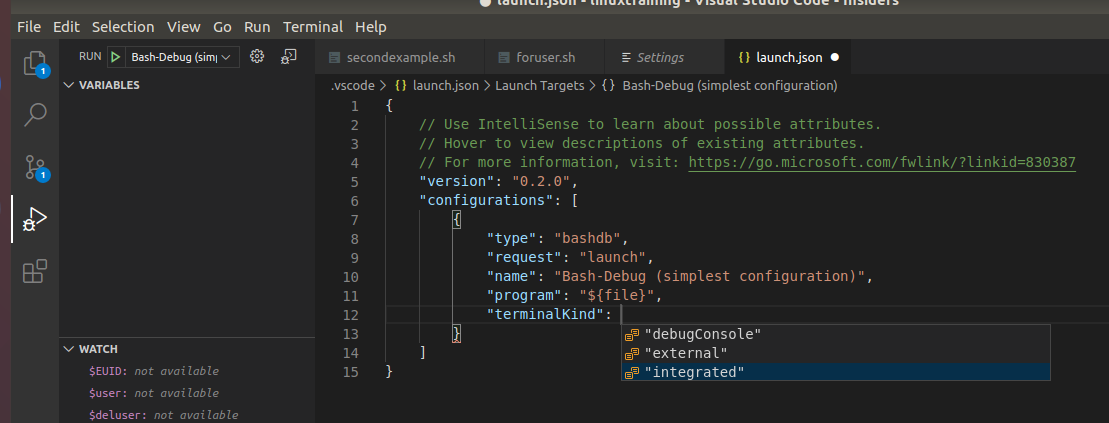 ● launch.json - linuxtraining - Visual Studio Code - Insiders
File Edit Selection View Go Run Terminal Help
RUN Bash-Debug (sim
secondexample.sh foruser.sh Settings {} launch.json ●
1
VARIABLES
.vscode > {} launch.json > Launch Targets > {} Bash-Debug (simplest configuration)
1 {
2 // Use IntelliSense to learn about possible attributes.
3 // Hover to view descriptions of existing attributes.
4 // For more information, visit: https://go.microsoft.com/fwlink/?linkid=830387
1
5 "version": "0.2.0",
6 "configurations": [
7 {
8 "type": "bashdb",
9 "request": "launch",
10 "name": "Bash-Debug (simplest configuration)",
11 "program": "${file}",
12 "terminalKind":
13 }
"debugConsole"
14 ]
"external"
15 }
"integrated"
WATCH
$EUID: not available
$user: not available
$deluser: not available